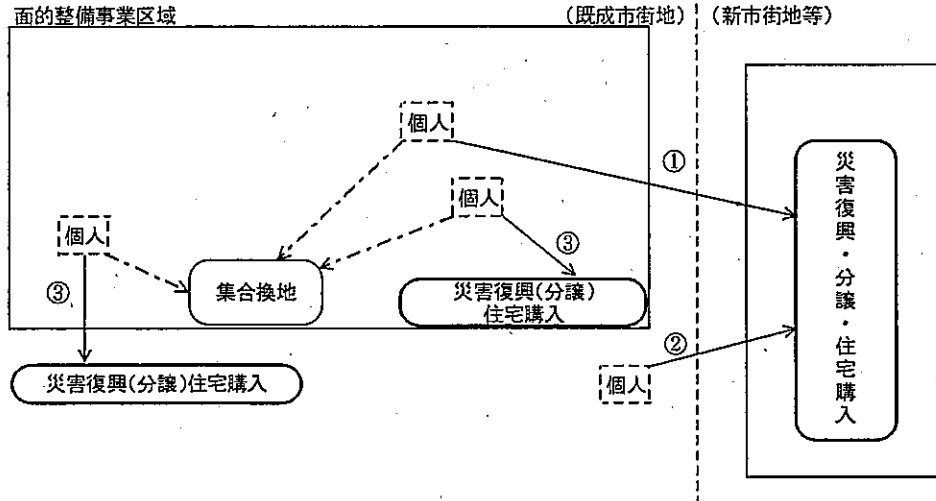 面的整備事業区域
(既成市街地)
(新市街地等)
個人
①
個人
個人
③
③
集合換地
災害復興(分譲)
住宅購入
災害復興・分譲・住宅購入
②
個人
災害復興(分譲)住宅購入